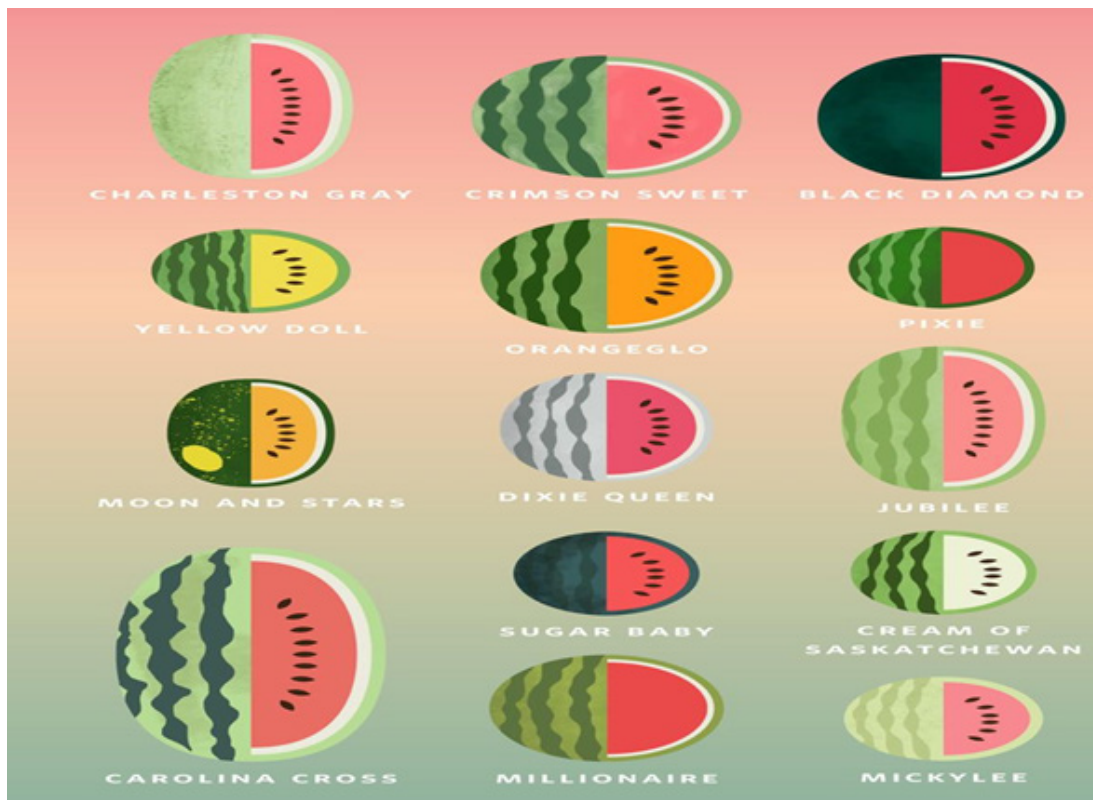 CHARLESTON GRAY
CRIMSON SWEET
BLACK DIAMOND
YELLOW DOLL
ORANGEGLO
PIXIE
MOON AND STARS
DIXIE QUEEN
JUBILEE
CAROLINA CROSS
SUGAR BABY
CREAM OF
SASKATCHEWAN
MILLIONAIRE
MICKYLEE